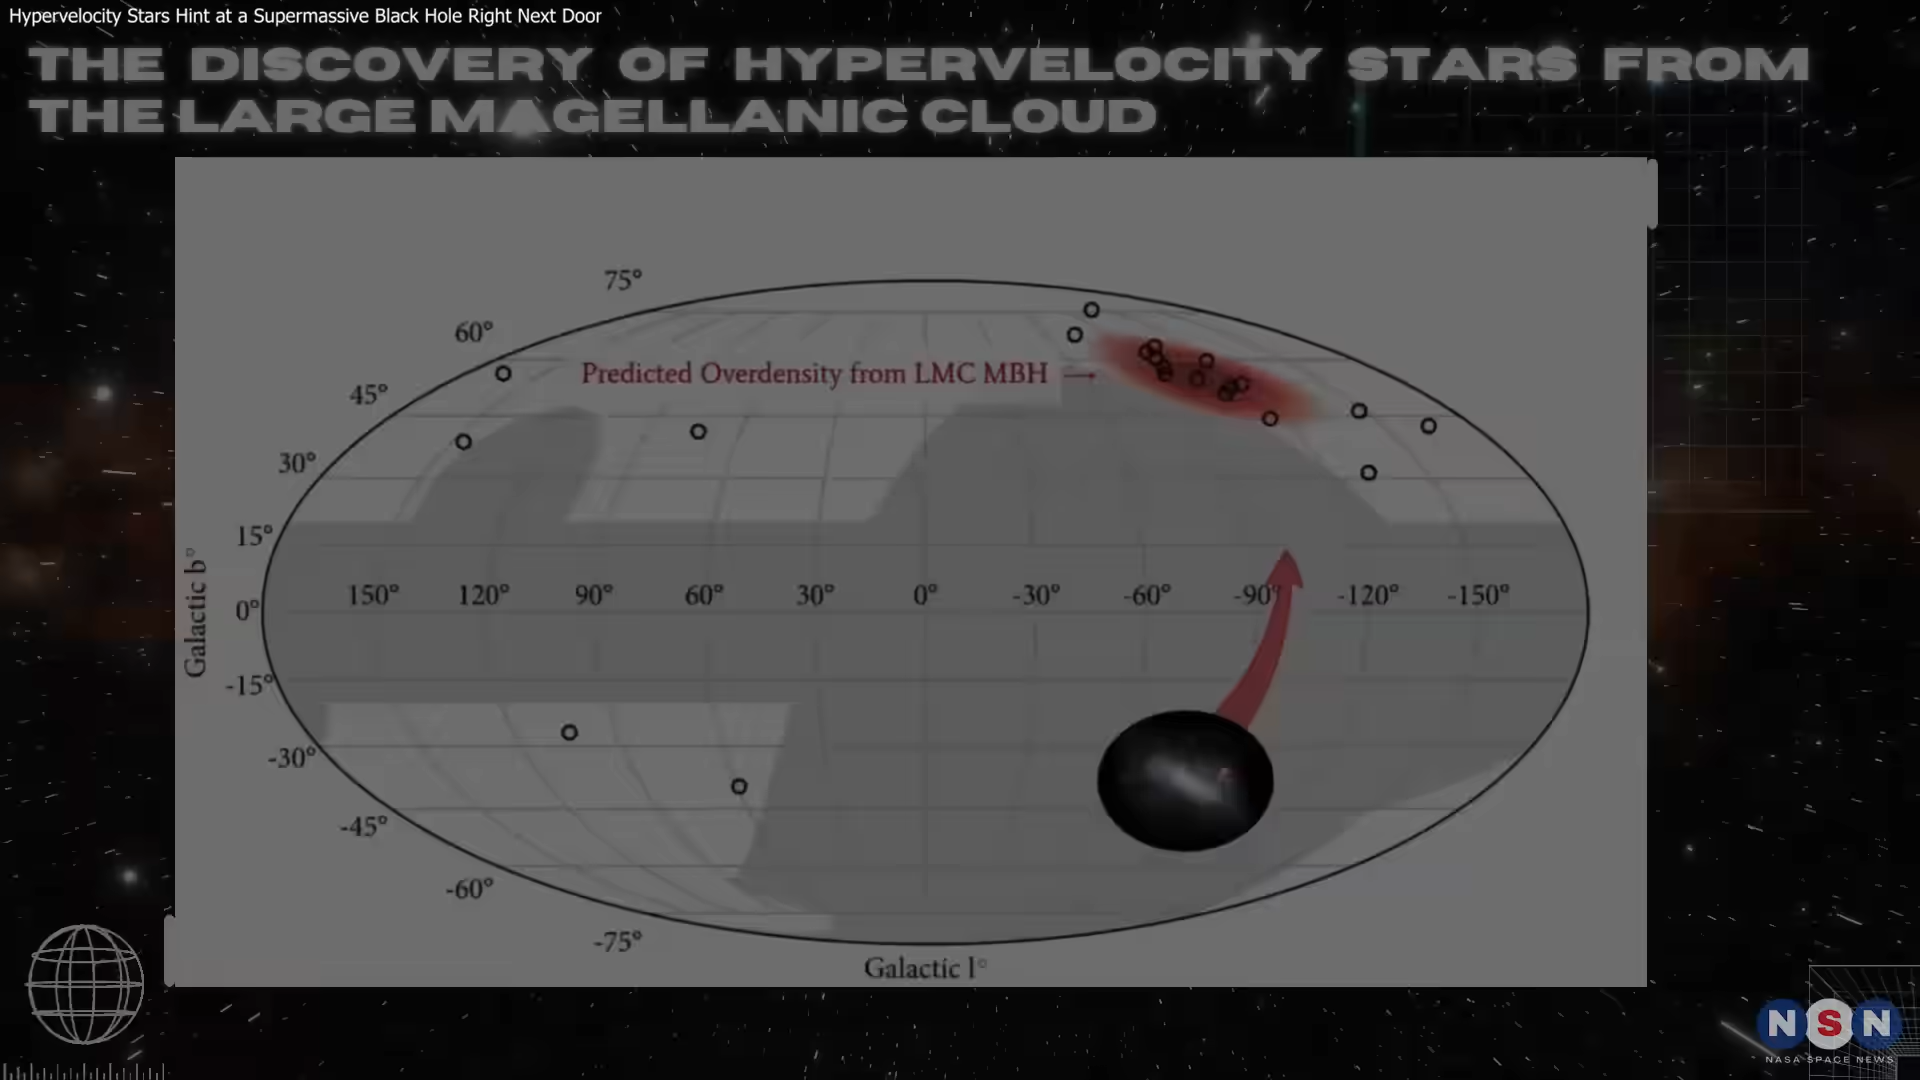 Hypervelocity Stars Hint at a Supermassive Black Hole Right Next Door
THE DISCOVERY OF HYPERVELOCITY STARS FROM
THE LARGE MAGELLANIC CLOUD
75°
60°
Predicted Overdensity from LMC MBH →
45°
30°
15°
150° 120° 90° 60° 30° 0° -30° -60° -90° -120° -150°
0°
Galactic b°
-15°
-30°
-45°
-60°
-75°
Galactic l°
NSN
NASA SPACE NEWS